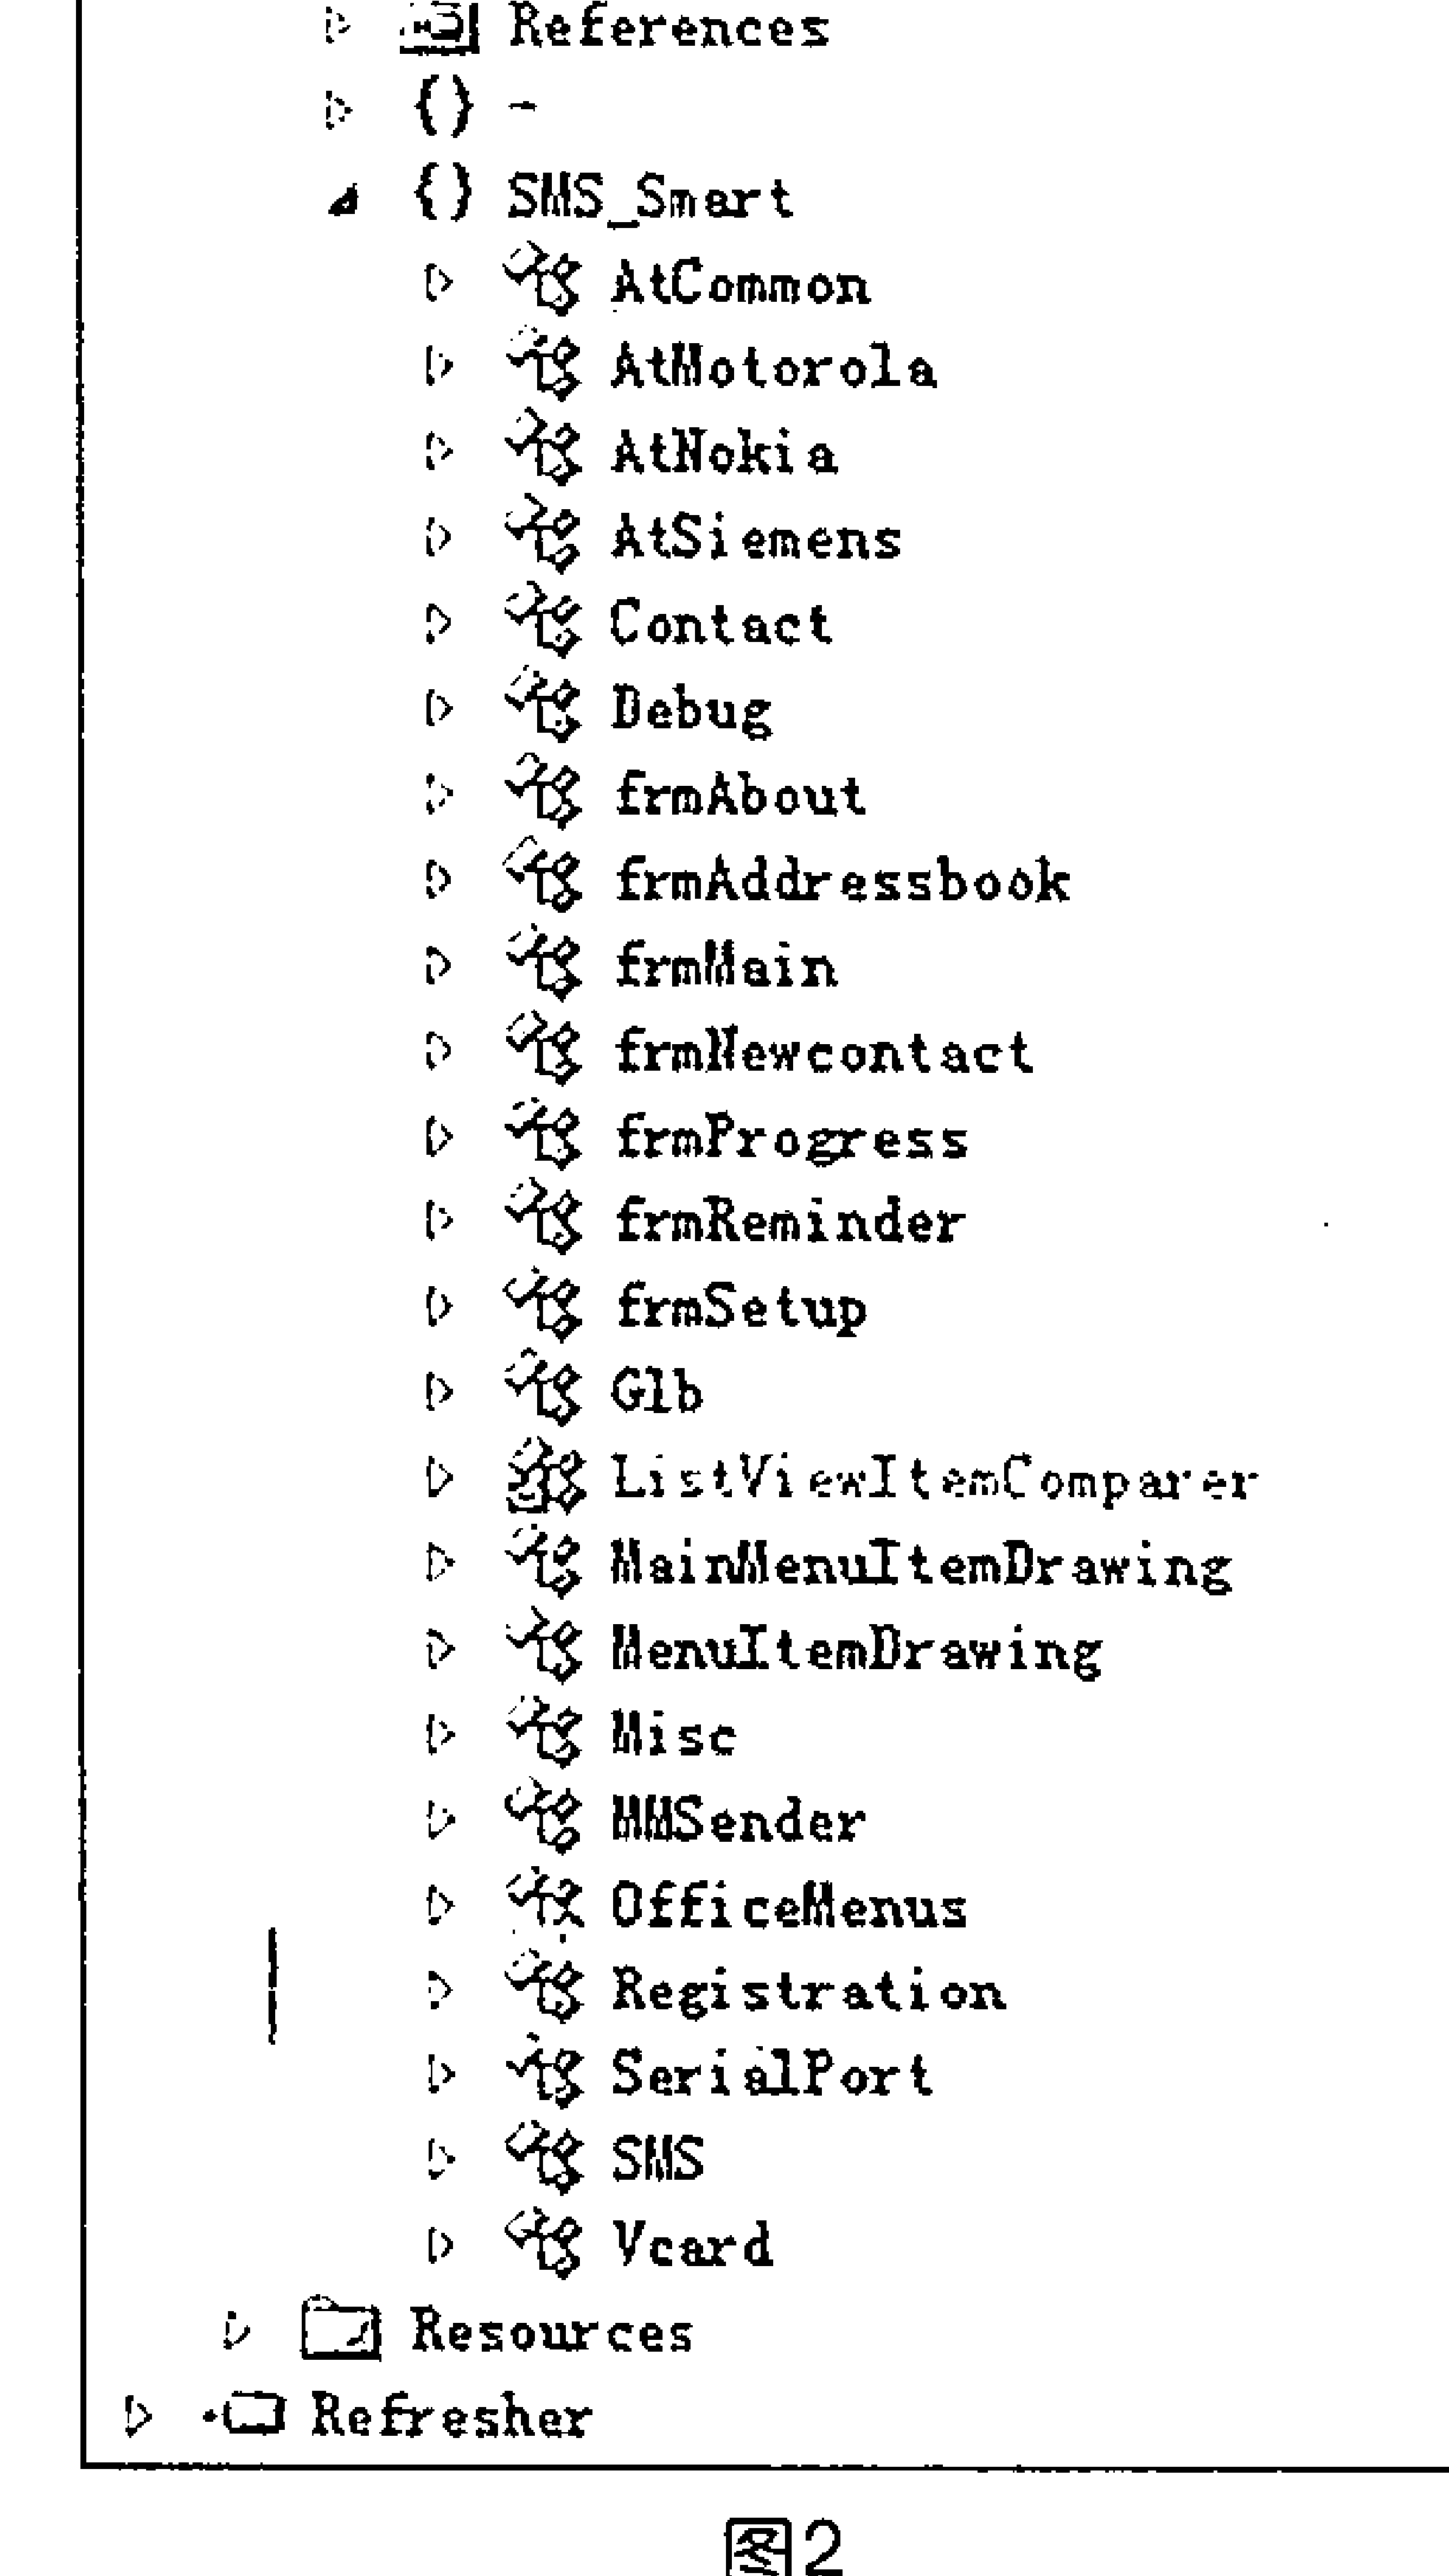 References
{} -
{} SMS_Smart
AtCommon
AtMotorola
AtNokia
AtSiemens
Contact
Debug
frmAbout
frmAddressbook
frmMain
frmNewcontact
frmProgress
frmReminder
frmSetup
Glb
ListViewItemComparer
MainMenuItemDrawing
MenuItemDrawing
Misc
MMSender
OfficeMenus
Registration
SerialPort
SMS
Vcard
Resources
Refresher
图2